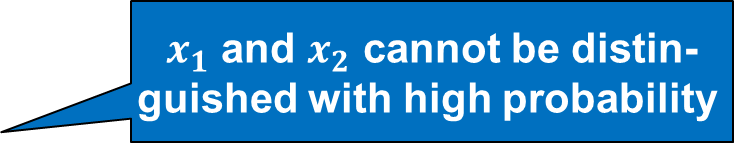 x₁ and x₂ cannot be distin-
guished with high probability